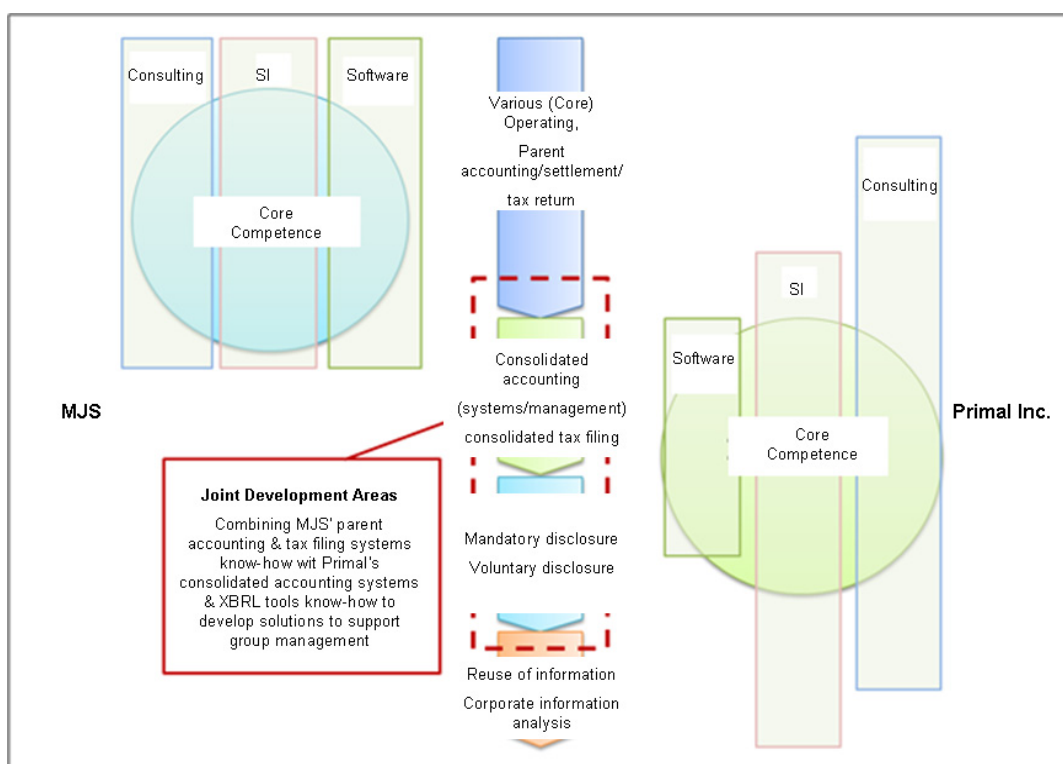 Consulting
SI
Software
Core
Competence
MJS
Various (Core)
Operating,
Parent
accounting/settlement/
tax return
Consolidated
accounting
(systems/management)
consolidated tax filing
Mandatory disclosure
Voluntary disclosure
Reuse of information
Corporate information
analysis
Joint Development Areas
Combining MJS' parent
accounting & tax filing systems
know-how wit Primal's
consolidated accounting systems
& XBRL tools know-how to
develop solutions to support
group management
Consulting
SI
Software
Core
Competence
Primal Inc.